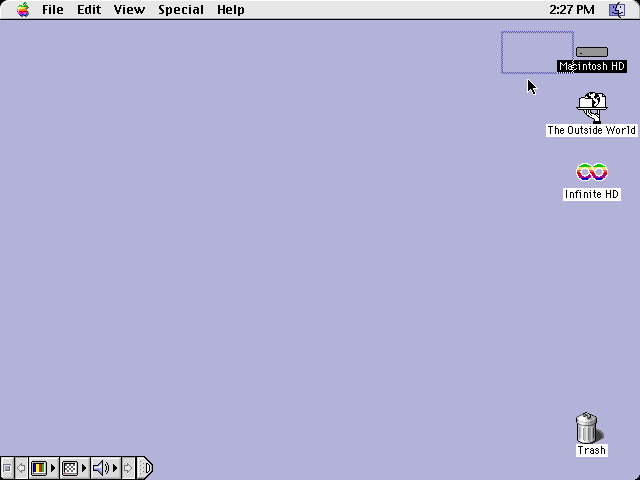 File Edit View Special Help 2:27 PM
Macintosh HD
The Outside World
Infinite HD
Trash